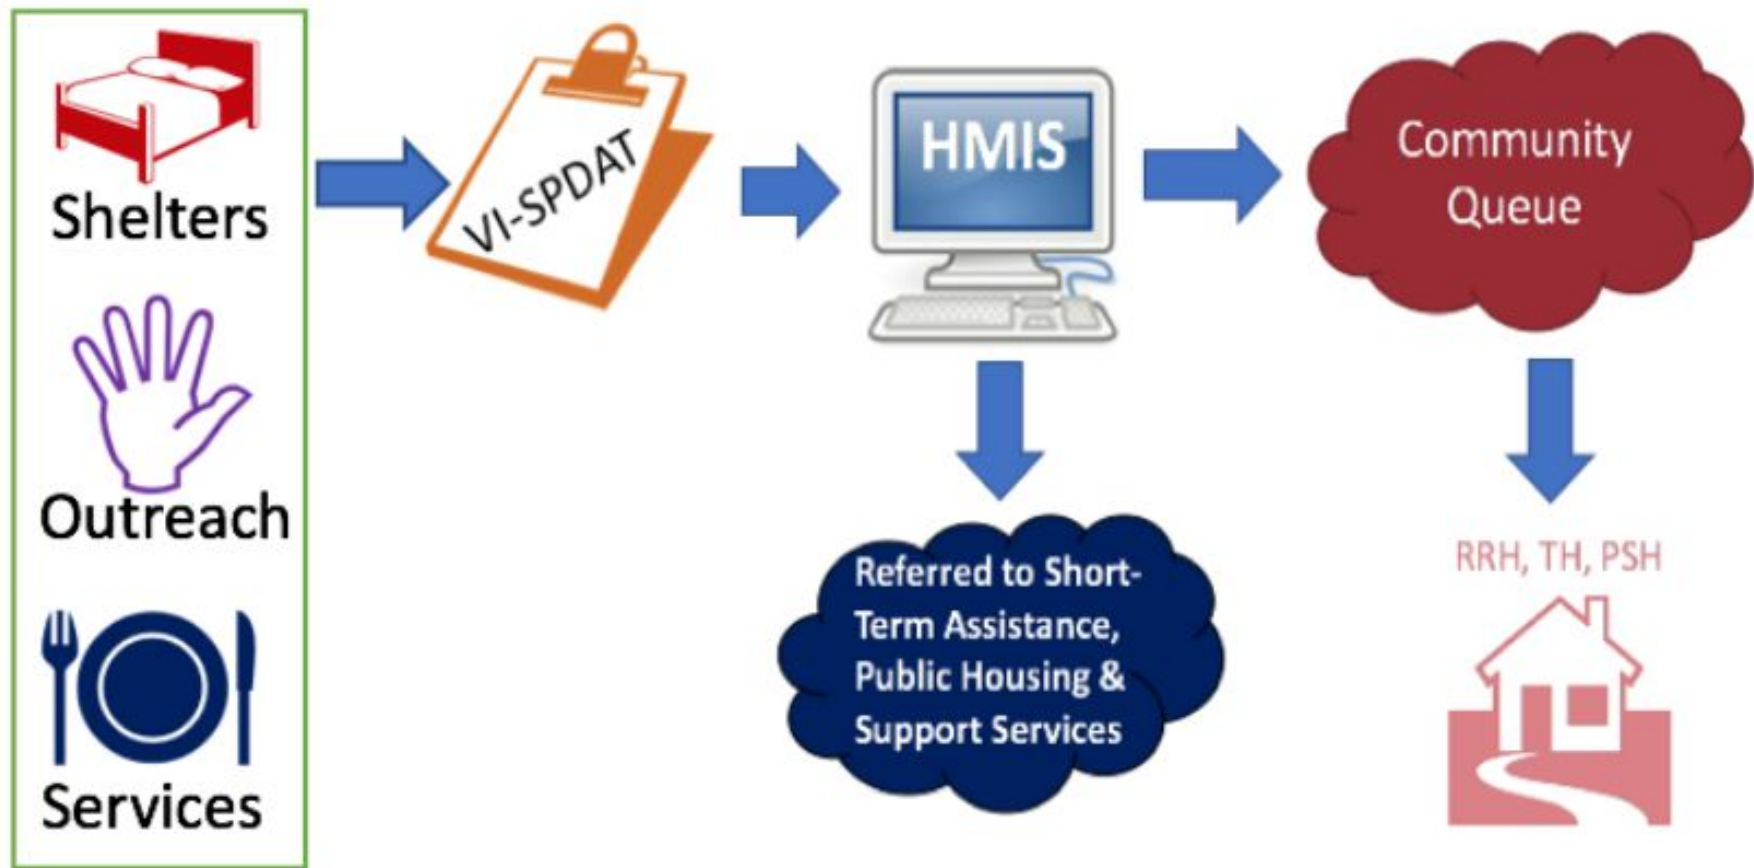 Shelters
Outreach
Services
VI-SPDAT
HMIS
Community
Queue
Referred to Short-
Term Assistance,
Public Housing &
Support Services
RRH, TH, PSH